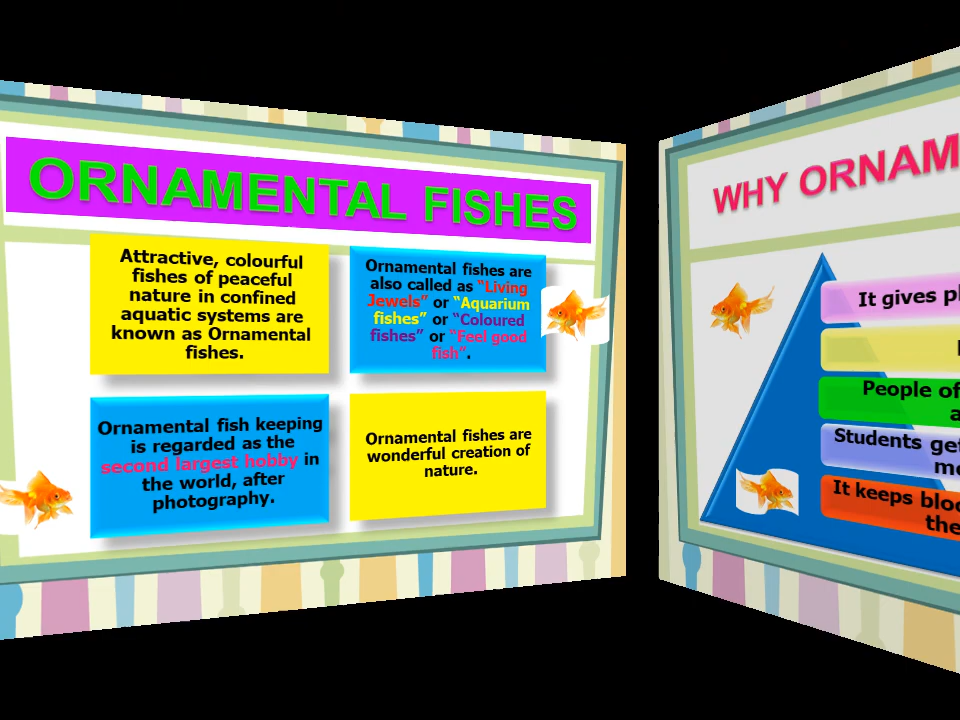 ORNAMENTAL FISHES
Attractive, colourful
fishes of peaceful
nature in confined
aquatic systems are
known as Ornamental
fishes.
Ornamental fishes are
also called as “Living
Jewels” or “Aquarium
fishes” or “Coloured
fishes” or “Feel good
fish”.
Ornamental fish keeping
is regarded as the
second largest hobby in
the world, after
photography.
Ornamental fishes are
wonderful creation of
nature.
WHY ORNAM
It gives pl
People of
a
Students get
mo
It keeps bloo
the